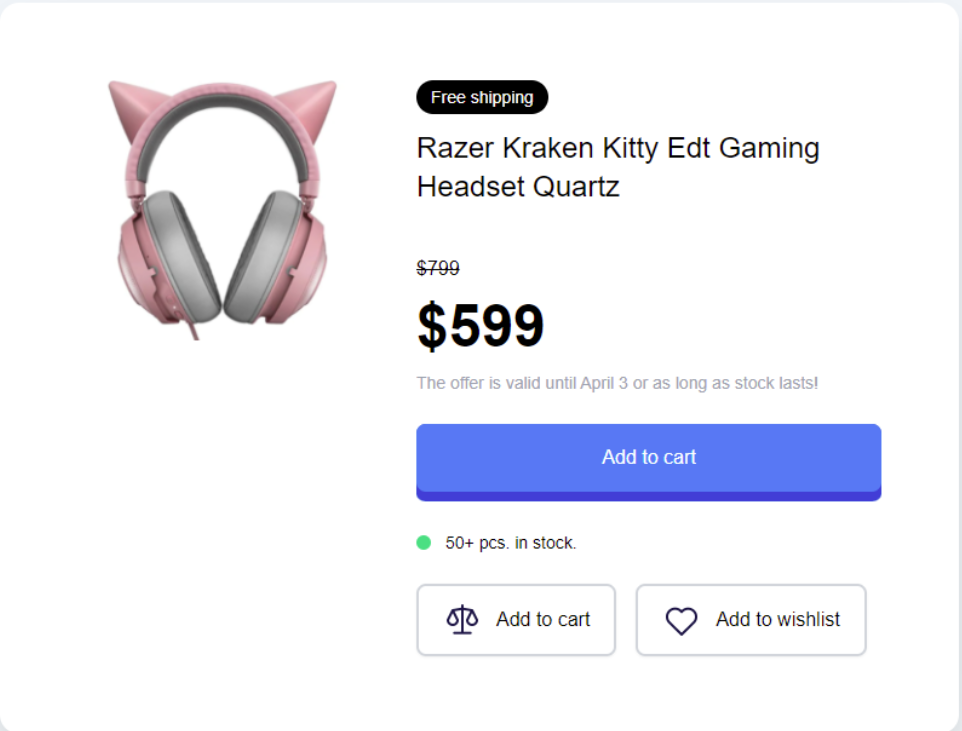 Free shipping
Razer Kraken Kitty Edt Gaming
Headset Quartz
$799
$599
The offer is valid until April 3 or as long as stock lasts!
Add to cart
50+ pcs. in stock.
Add to cart
Add to wishlist